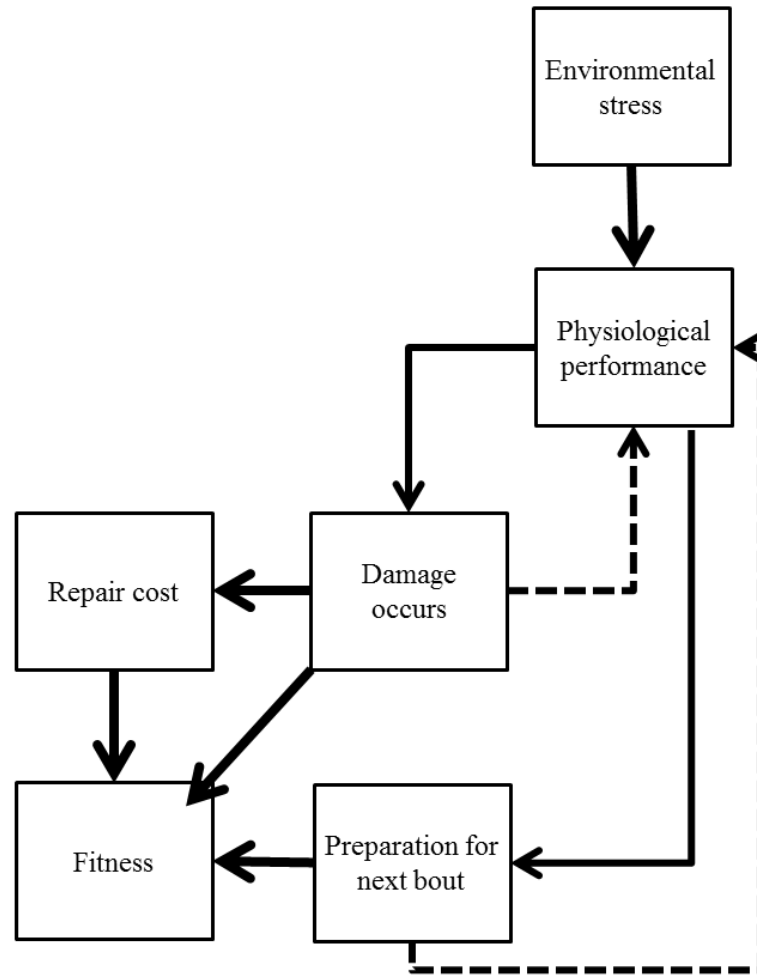 Environmental
stress
Physiological
performance
Repair cost
Damage
occurs
Fitness
Preparation for
next bout